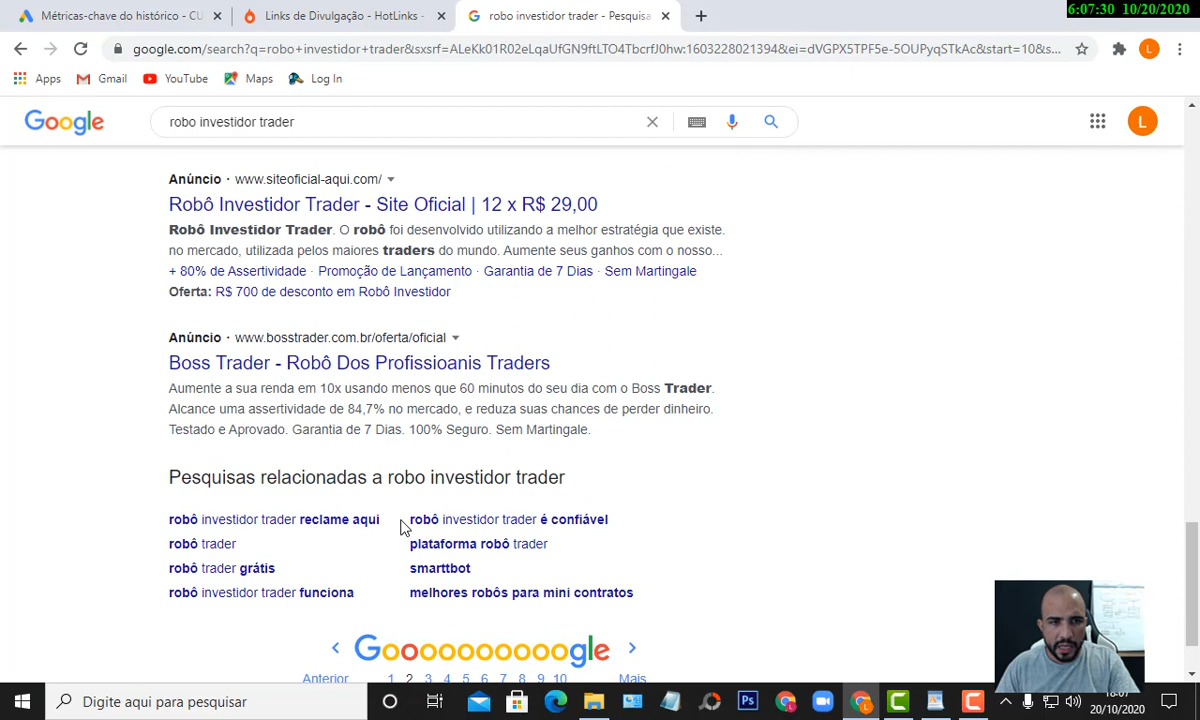 Métricas-chave do histórico - CU
Links de Divulgação - HotLinks -
robo investidor trader - Pesquisa
6:07:30 10/20/2020
google.com/search?q=robo+investidor+trader&sxsrf=ALeKk01R02eLqaUfGN9ftLTO4TbcrfJ0hw:1603228021394&ei=dVGPX5TPF5e-5OUPyqSTkAc&start=10&s...
L
Apps
Gmail
YouTube
Maps
Log In
Google
robo investidor trader
L
Anúncio · www.siteoficial-aqui.com/
Robô Investidor Trader - Site Oficial | 12 x R$ 29,00
Robô Investidor Trader. O robô foi desenvolvido utilizando a melhor estratégia que existe.
no mercado, utilizada pelos maiores traders do mundo. Aumente seus ganhos com o nosso...
+ 80% de Assertividade · Promoção de Lançamento · Garantia de 7 Dias · Sem Martingale
Oferta: R$ 700 de desconto em Robô Investidor
Anúncio · www.bosstrader.com.br/oferta/oficial
Boss Trader - Robô Dos Profissioanis Traders
Aumente a sua renda em 10x usando menos que 60 minutos do seu dia com o Boss Trader.
Alcance uma assertividade de 84,7% no mercado, e reduza suas chances de perder dinheiro.
Testado e Aprovado. Garantia de 7 Dias. 100% Seguro. Sem Martingale.
Pesquisas relacionadas a robo investidor trader
robô investidor trader reclame aqui
robô investidor trader é confiável
robô trader
plataforma robô trader
robô trader grátis
smarttbot
robô investidor trader funciona
melhores robôs para mini contratos
Goooooooooogle
Anterior 1 2 3 4 5 6 7 8 9 10 Mais
Digite aqui para pesquisar
Ps
18:07
20/10/2020